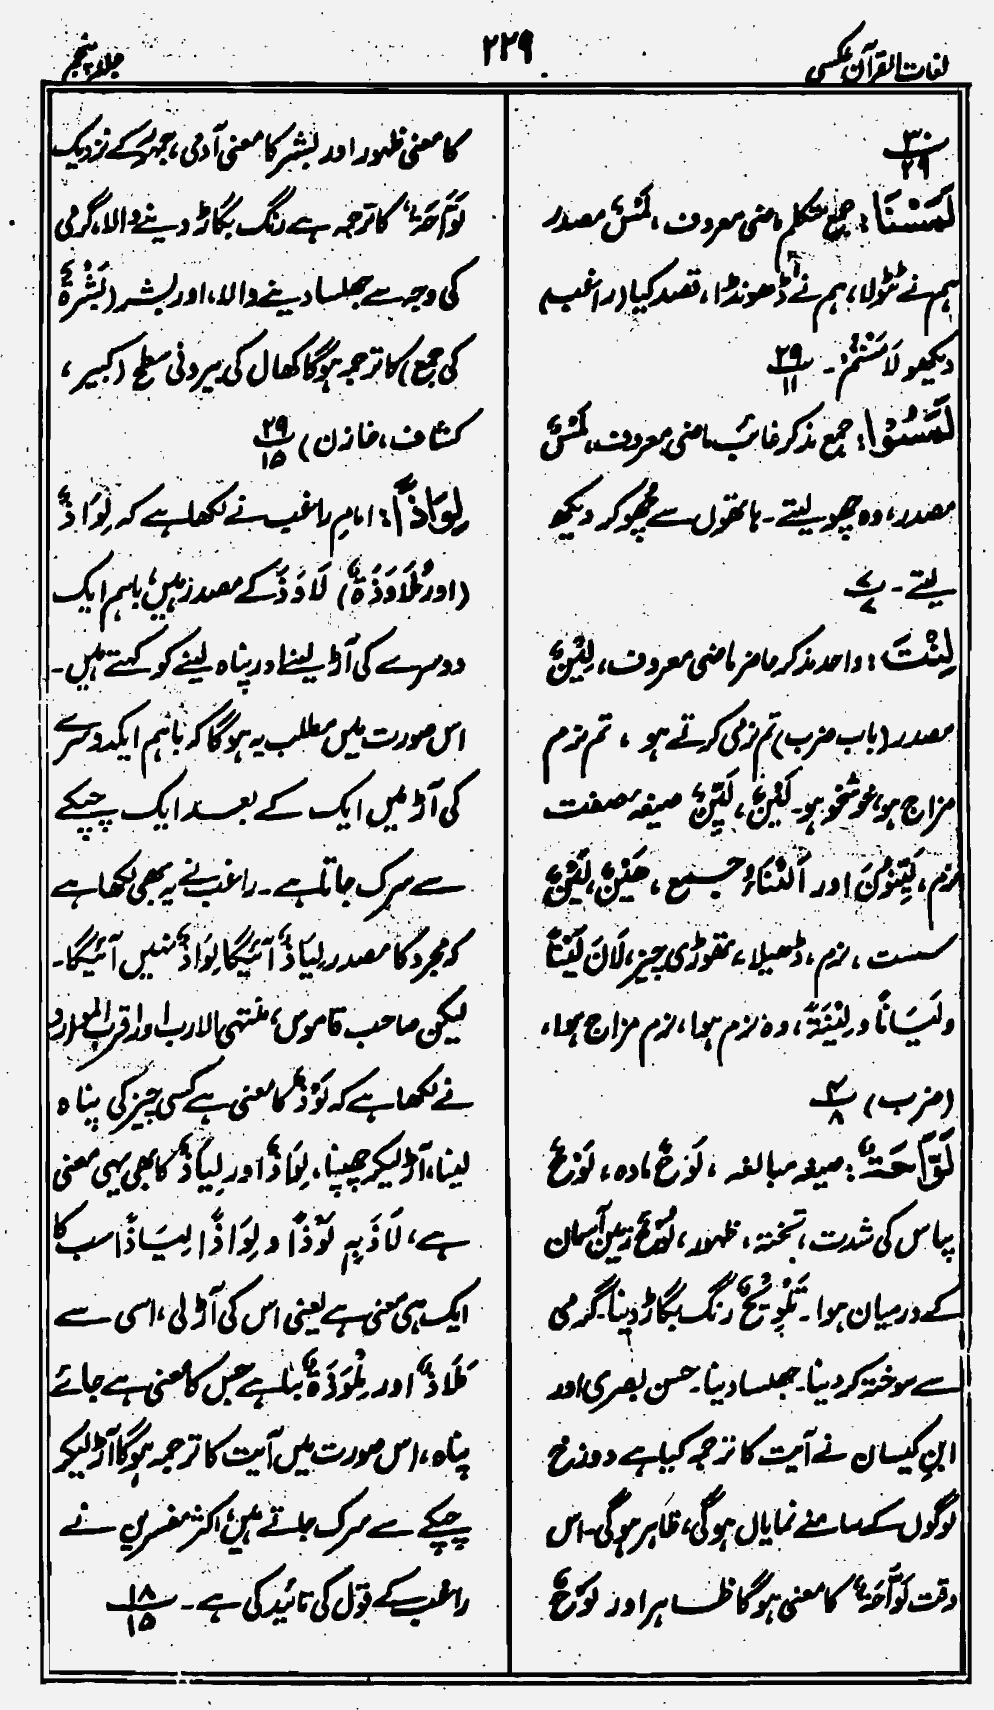 لغات القرآن عکسی
۲۲۹
جلد پنجم
۳۰
۲۹
لَمَسْنَا: جمع متکلم ماضی معروف، لَمْسٌ مصدر
ہم نے ٹٹولا، ہم نے ڈھونڈا، قصد کیا (راغب)
دیکھو لَامَسْتُمْ۔ ۲۹/۱۱
لَمَسُوْا: جمع مذکر غائب ماضی معروف، لَمْسٌ
مصدر، وہ چھو لیتے۔ ہاتھوں سے چھو کر دیکھ
لیتے۔ ۷/۷
لِنْتَ: واحد مذکر حاضر ماضی معروف، لِیْنٌ
مصدر (باب ضرب) تم نرمی کرتے ہو، تم نرم
مزاج ہو، خوشخو ہو۔ لَیْنٌ، لَیِّنٌ صیغہ صفت
نرم، لَیِّنُوْنَ اور اَلْیِنَاءُ جمع، هَیْنٌ، لَیْنٌ
سست، نرم، ڈھیلا، تھوڑی چیز، لَانَ لَیْنًا
و لَیَانًا و لِیْنَةً، وہ نرم ہوا، نرم مزاج ہوا،
(ضرب) ۴/۸
لَوَّاحَةٌ: صیغہ مبالغہ، لَوْحٌ مادہ، لَوْحٌ
پیاس کی شدت، تختہ، ظہور، لُوْحٌ زمین آسمان
کے درمیان ہوا۔ تَلْوِیْحٌ رنگ بگاڑ دینا۔ گرمی
سے سوختہ کر دینا۔ جھلسا دینا۔ حسن بصری اور
ابن کیسان نے آیت کا ترجمہ کیا ہے دوزخ
لوگوں کے سامنے نمایاں ہوگی، ظاہر ہوگی۔ اس
وقت لَوَّاحَةٌ کا معنی ہوگا ظاہر اور لَوْحٌ
کا معنی ظہور اور بشر کا معنی آدمی، جمہور کے نزدیک
لَوَّاحَةٌ کا ترجمہ ہے رنگ بگاڑ دینے والا، گرمی
کی وجہ سے جھلسا دینے والا، اور بشر (بَشَرَةٌ
کی جمع) کا ترجمہ ہوگا کھال کی بیرونی سطح (کبیر،
کشاف، خازن) ۲۹/۱۵
لِوَاذًا: امام راغب نے لکھا ہے کہ لِوَاذٌ
(اور مُلَاوَذَةٌ) لَاوَذَ کے مصدر ہیں، باہم ایک
دوسرے کی آڑ لینے اور پناہ لینے کو کہتے ہیں۔
اس صورت میں مطلب یہ ہوگا کہ باہم ایکدوسرے
کی آڑ میں ایک کے بعد ایک چپکے
سے سرک جاتا ہے۔ راغب نے یہ بھی لکھا ہے
کہ مجرد کا مصدر لِیَاذٌ آئیگا لِوَاذٌ نہیں آئیگا۔
لیکن صاحب قاموس، منتہی الارب اور اقرب الموارد
نے لکھا ہے کہ لَوْذٌ کا معنی ہے کسی چیز کی پناہ
لینا، آڑ لیکر چھپنا، لِوَاذٌ اور لِیَاذٌ کا بھی یہی معنی
ہے، لَاذَ بِهٖ لَوْذًا و لِوَاذًا لِیَاذًا سب کا
ایک ہی معنی ہے یعنی اس کی آڑ لی، اسی سے
مَلَاذٌ اور مِلْوَذَةٌ بنا ہے جس کا معنی ہے جائے
پناہ، اس صورت میں آیت کا ترجمہ ہوگا آڑ لیکر
چپکے سے سرک جاتے ہیں، اکثر مفسرین نے
راغب کے قول کی تائید کی ہے۔ ۱۸/۱۵